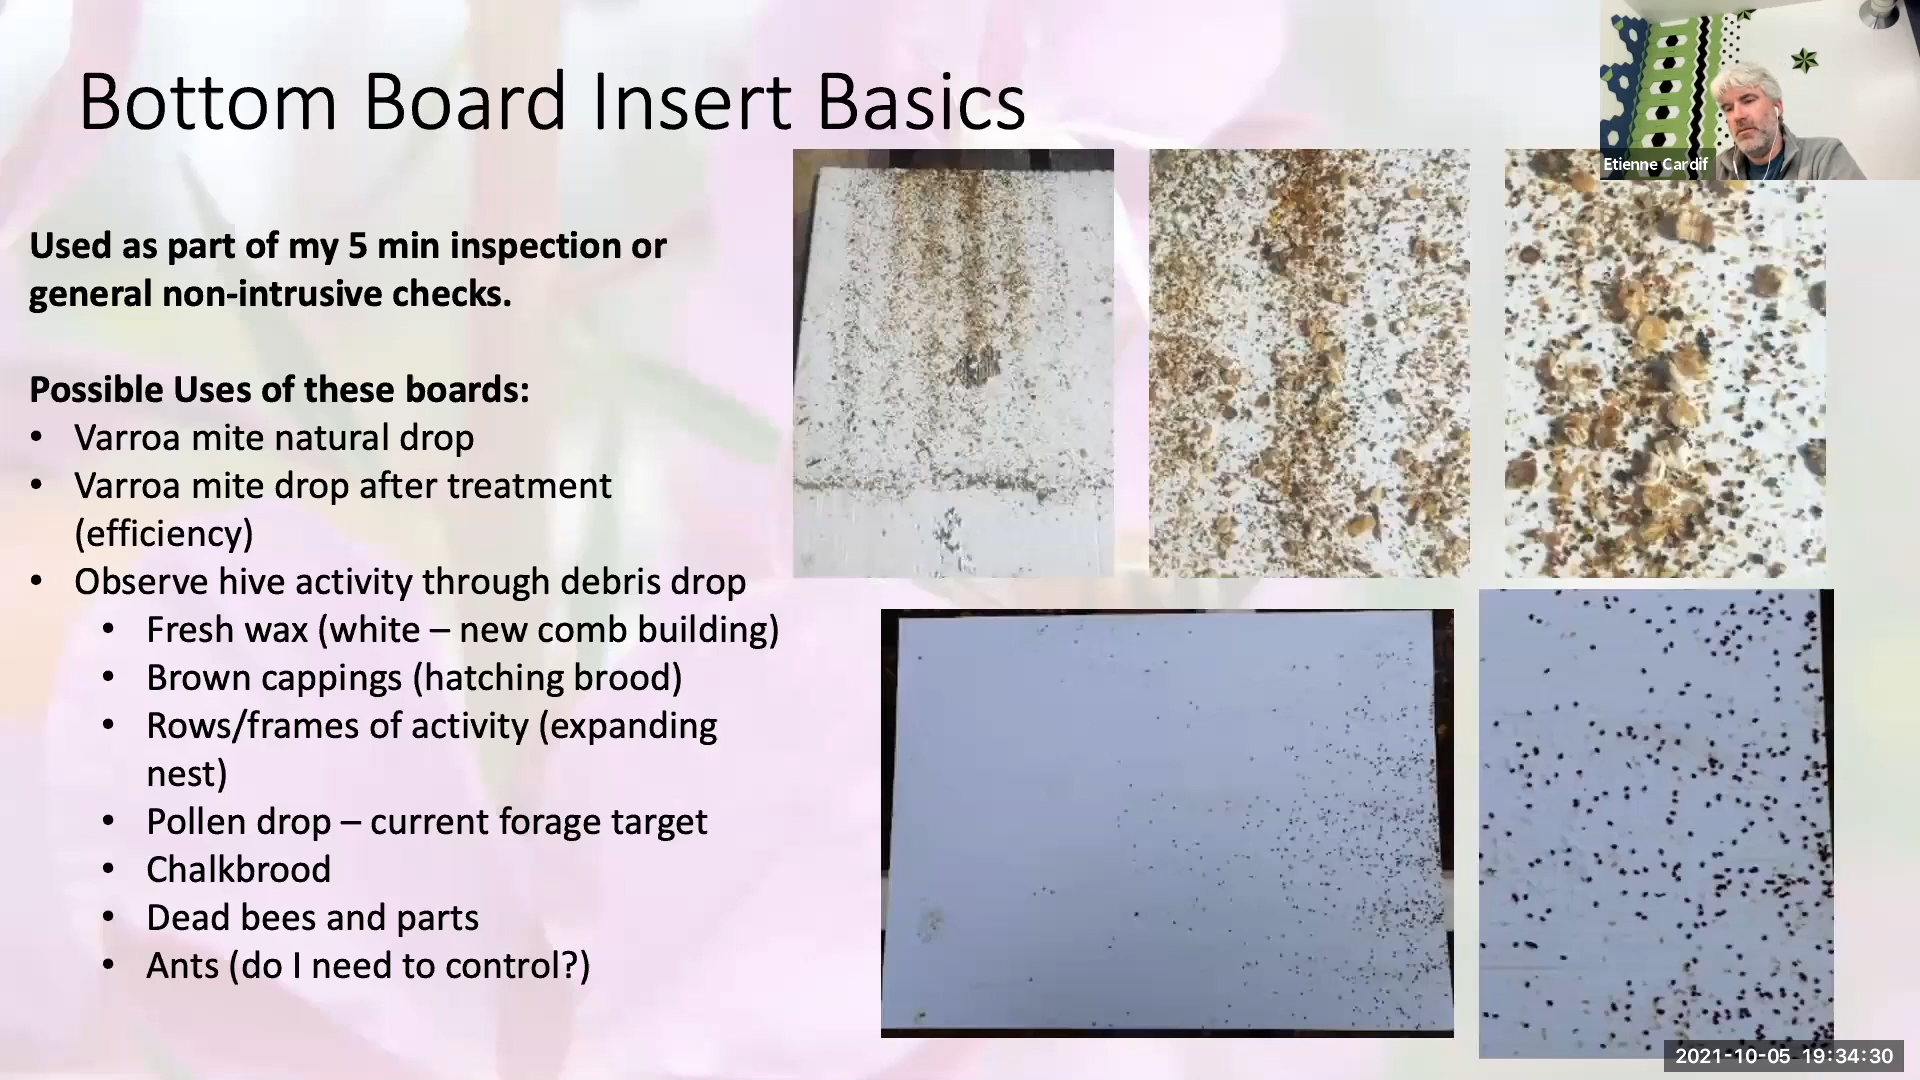 Bottom Board Insert Basics
Etienne Cardif
Used as part of my 5 min inspection or
general non-intrusive checks.
Possible Uses of these boards:
• Varroa mite natural drop
• Varroa mite drop after treatment
(efficiency)
• Observe hive activity through debris drop
• Fresh wax (white – new comb building)
• Brown cappings (hatching brood)
• Rows/frames of activity (expanding
nest)
• Pollen drop – current forage target
• Chalkbrood
• Dead bees and parts
• Ants (do I need to control?)
2021-10-05 19:34:30